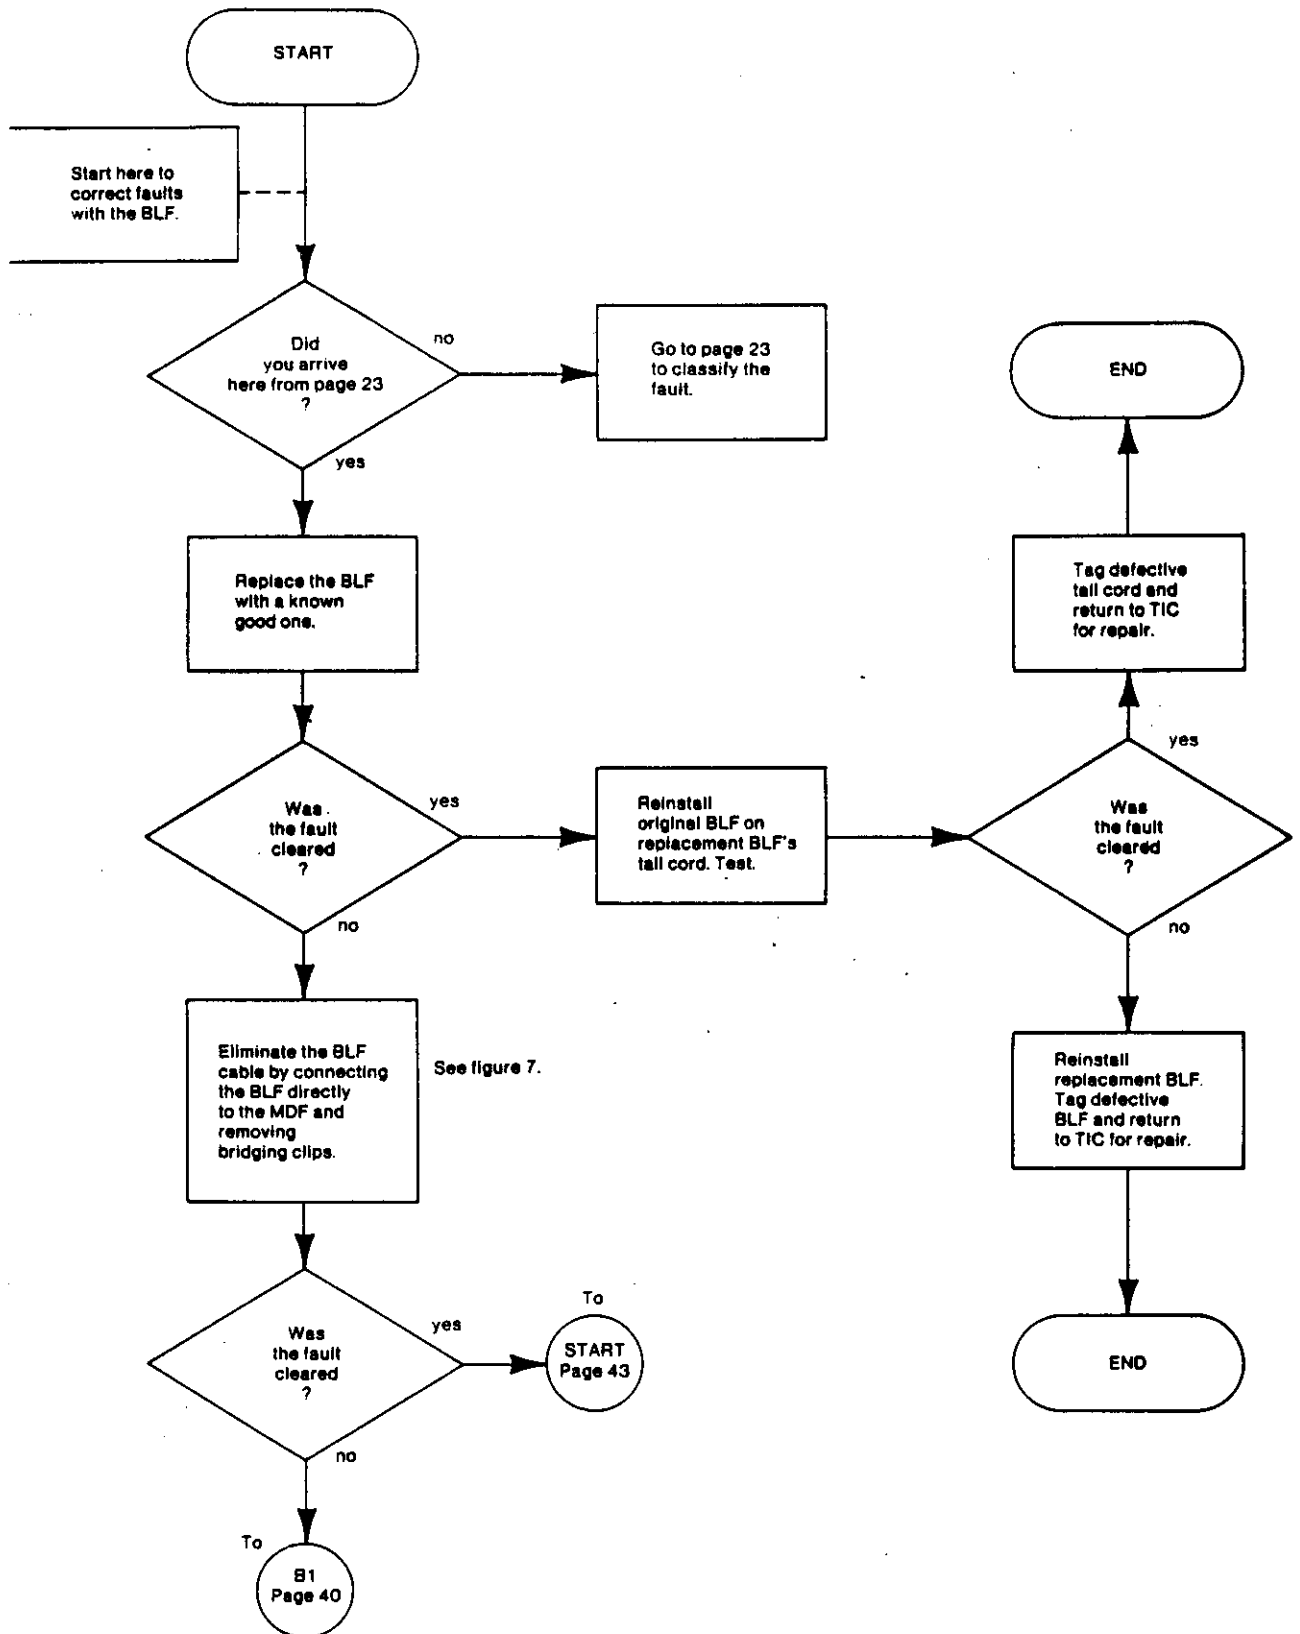 START
Start here to
correct faults
with the BLF.
Did
you arrive
here from page 23
?
no
Go to page 23
to classify the
fault.
yes
Replace the BLF
with a known
good one.
Was
the fault
cleared
?
yes
Reinstall
original BLF on
replacement BLF's
tail cord. Test.
Was
the fault
cleared
?
yes
Tag defective
tail cord and
return to TIC
for repair.
END
no
Reinstall
replacement BLF.
Tag defective
BLF and return
to TIC for repair.
END
no
Eliminate the BLF
cable by connecting
the BLF directly
to the MDF and
removing
bridging clips.
See figure 7.
Was
the fault
cleared
?
yes
To
START
Page 43
no
To
B1
Page 40